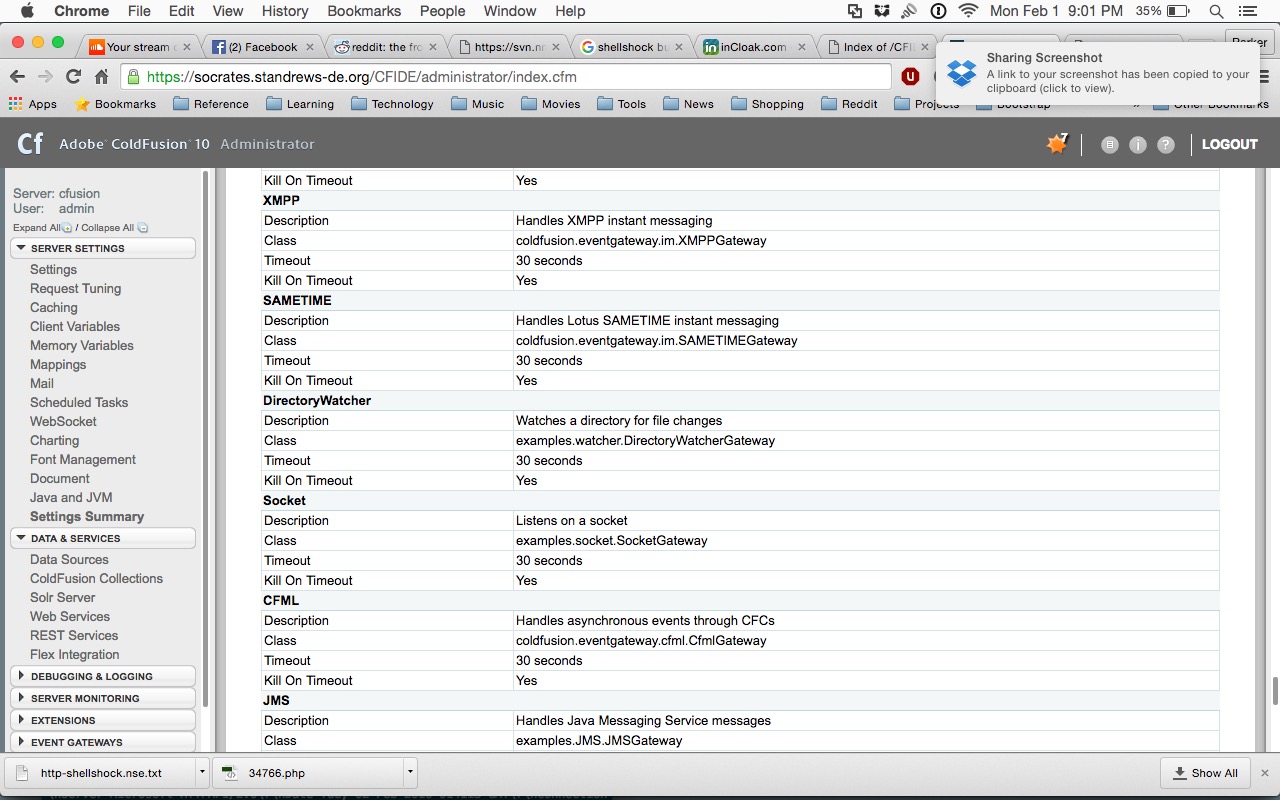 Chrome File Edit View History Bookmarks People Window Help Mon Feb 1 9:01 PM 35%
Your stream (2) Facebook reddit: the fro https://svn.n shellshock bu inCloak.com Index of /CFI
Sharing Screenshot
A link to your screenshot has been copied to your
clipboard (click to view).
https://socrates.standrews-de.org/CFIDE/administrator/index.cfm
Apps Bookmarks Reference Learning Technology Music Movies Tools News Shopping Reddit Projects Bootstrap » Other Bookmarks
Cf Adobe ColdFusion 10 Administrator 7 LOGOUT
Server: cfusion
User: admin
Expand All / Collapse All
SERVER SETTINGS
Settings
Request Tuning
Caching
Client Variables
Memory Variables
Mappings
Mail
Scheduled Tasks
WebSocket
Charting
Font Management
Document
Java and JVM
Settings Summary
DATA & SERVICES
Data Sources
ColdFusion Collections
Solr Server
Web Services
REST Services
Flex Integration
DEBUGGING & LOGGING
SERVER MONITORING
EXTENSIONS
EVENT GATEWAYS
Kill On Timeout Yes
XMPP
Description Handles XMPP instant messaging
Class coldfusion.eventgateway.im.XMPPGateway
Timeout 30 seconds
Kill On Timeout Yes
SAMETIME
Description Handles Lotus SAMETIME instant messaging
Class coldfusion.eventgateway.im.SAMETIMEGateway
Timeout 30 seconds
Kill On Timeout Yes
DirectoryWatcher
Description Watches a directory for file changes
Class examples.watcher.DirectoryWatcherGateway
Timeout 30 seconds
Kill On Timeout Yes
Socket
Description Listens on a socket
Class examples.socket.SocketGateway
Timeout 30 seconds
Kill On Timeout Yes
CFML
Description Handles asynchronous events through CFCs
Class coldfusion.eventgateway.cfml.CfmlGateway
Timeout 30 seconds
Kill On Timeout Yes
JMS
Description Handles Java Messaging Service messages
Class examples.JMS.JMSGateway
http-shellshock.nse.txt 34766.php Show All